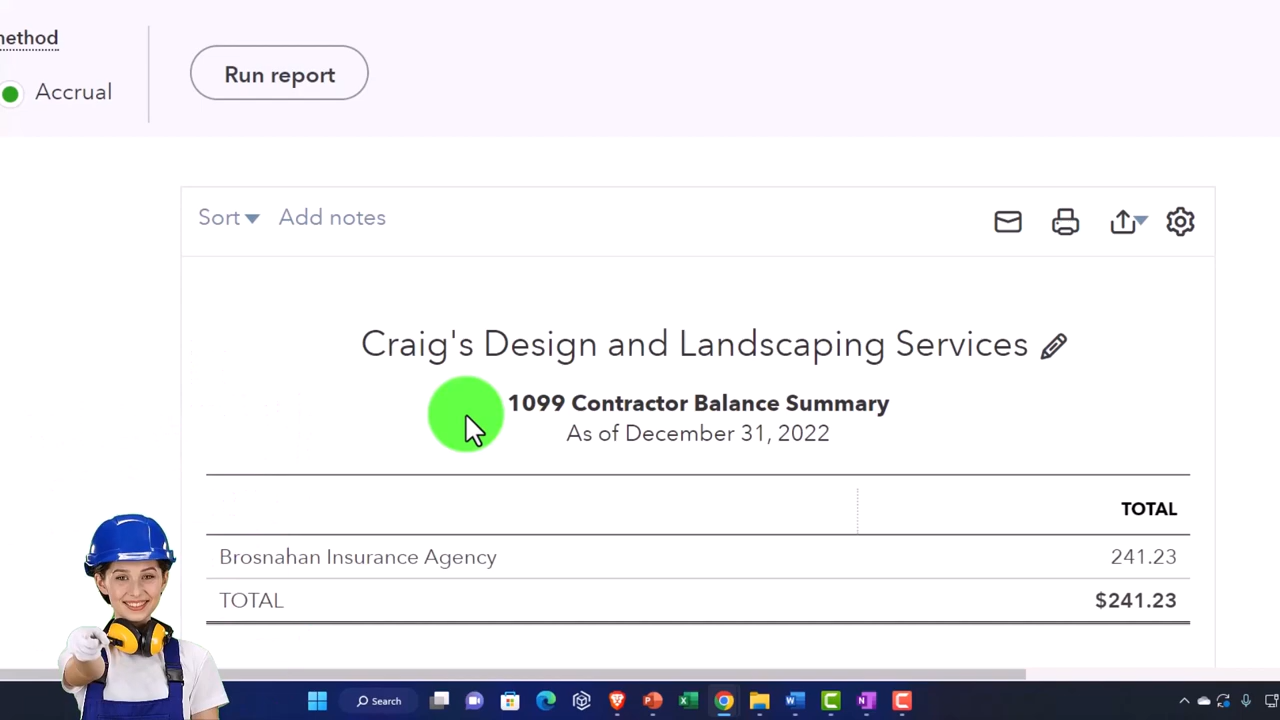 method
Accrual
Run report
Sort Add notes
Craig's Design and Landscaping Services
1099 Contractor Balance Summary
As of December 31, 2022
TOTAL
Brosnahan Insurance Agency 241.23
TOTAL $241.23
Search